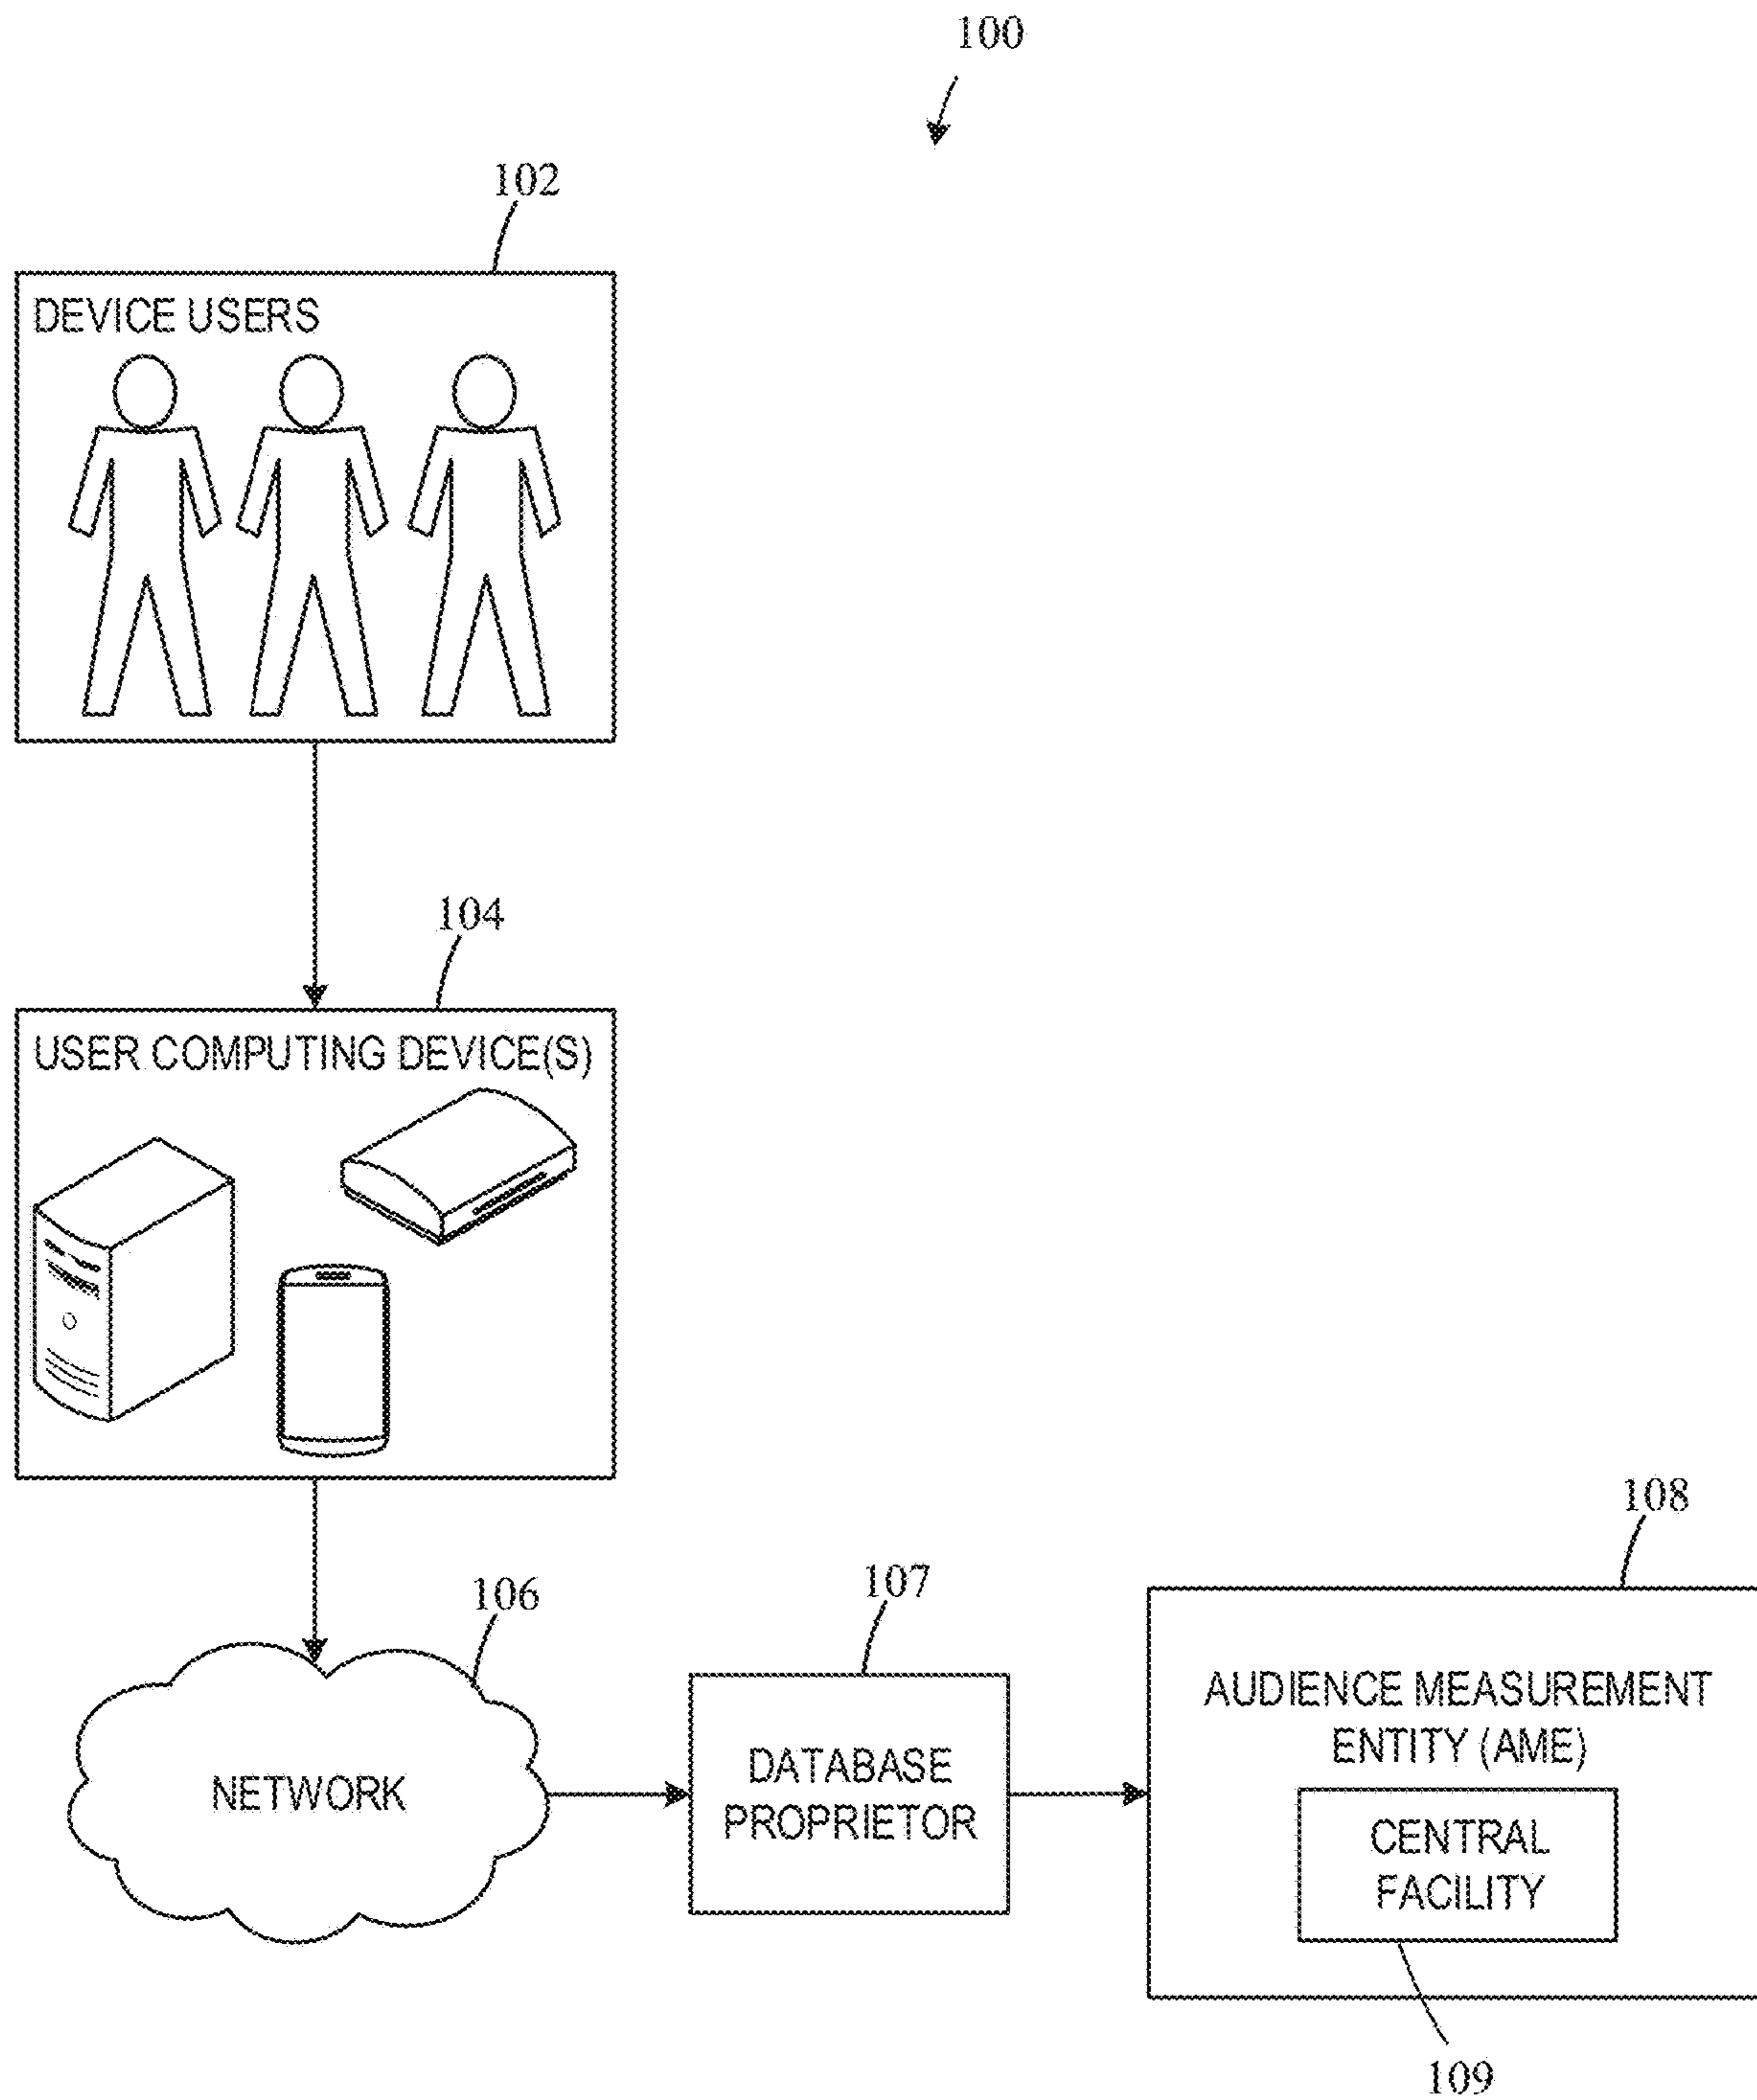 100
102
DEVICE USERS
104
USER COMPUTING DEVICE(S)
106
NETWORK
107
DATABASE
PROPRIETOR
108
AUDIENCE MEASUREMENT
ENTITY (AME)
CENTRAL
FACILITY
109